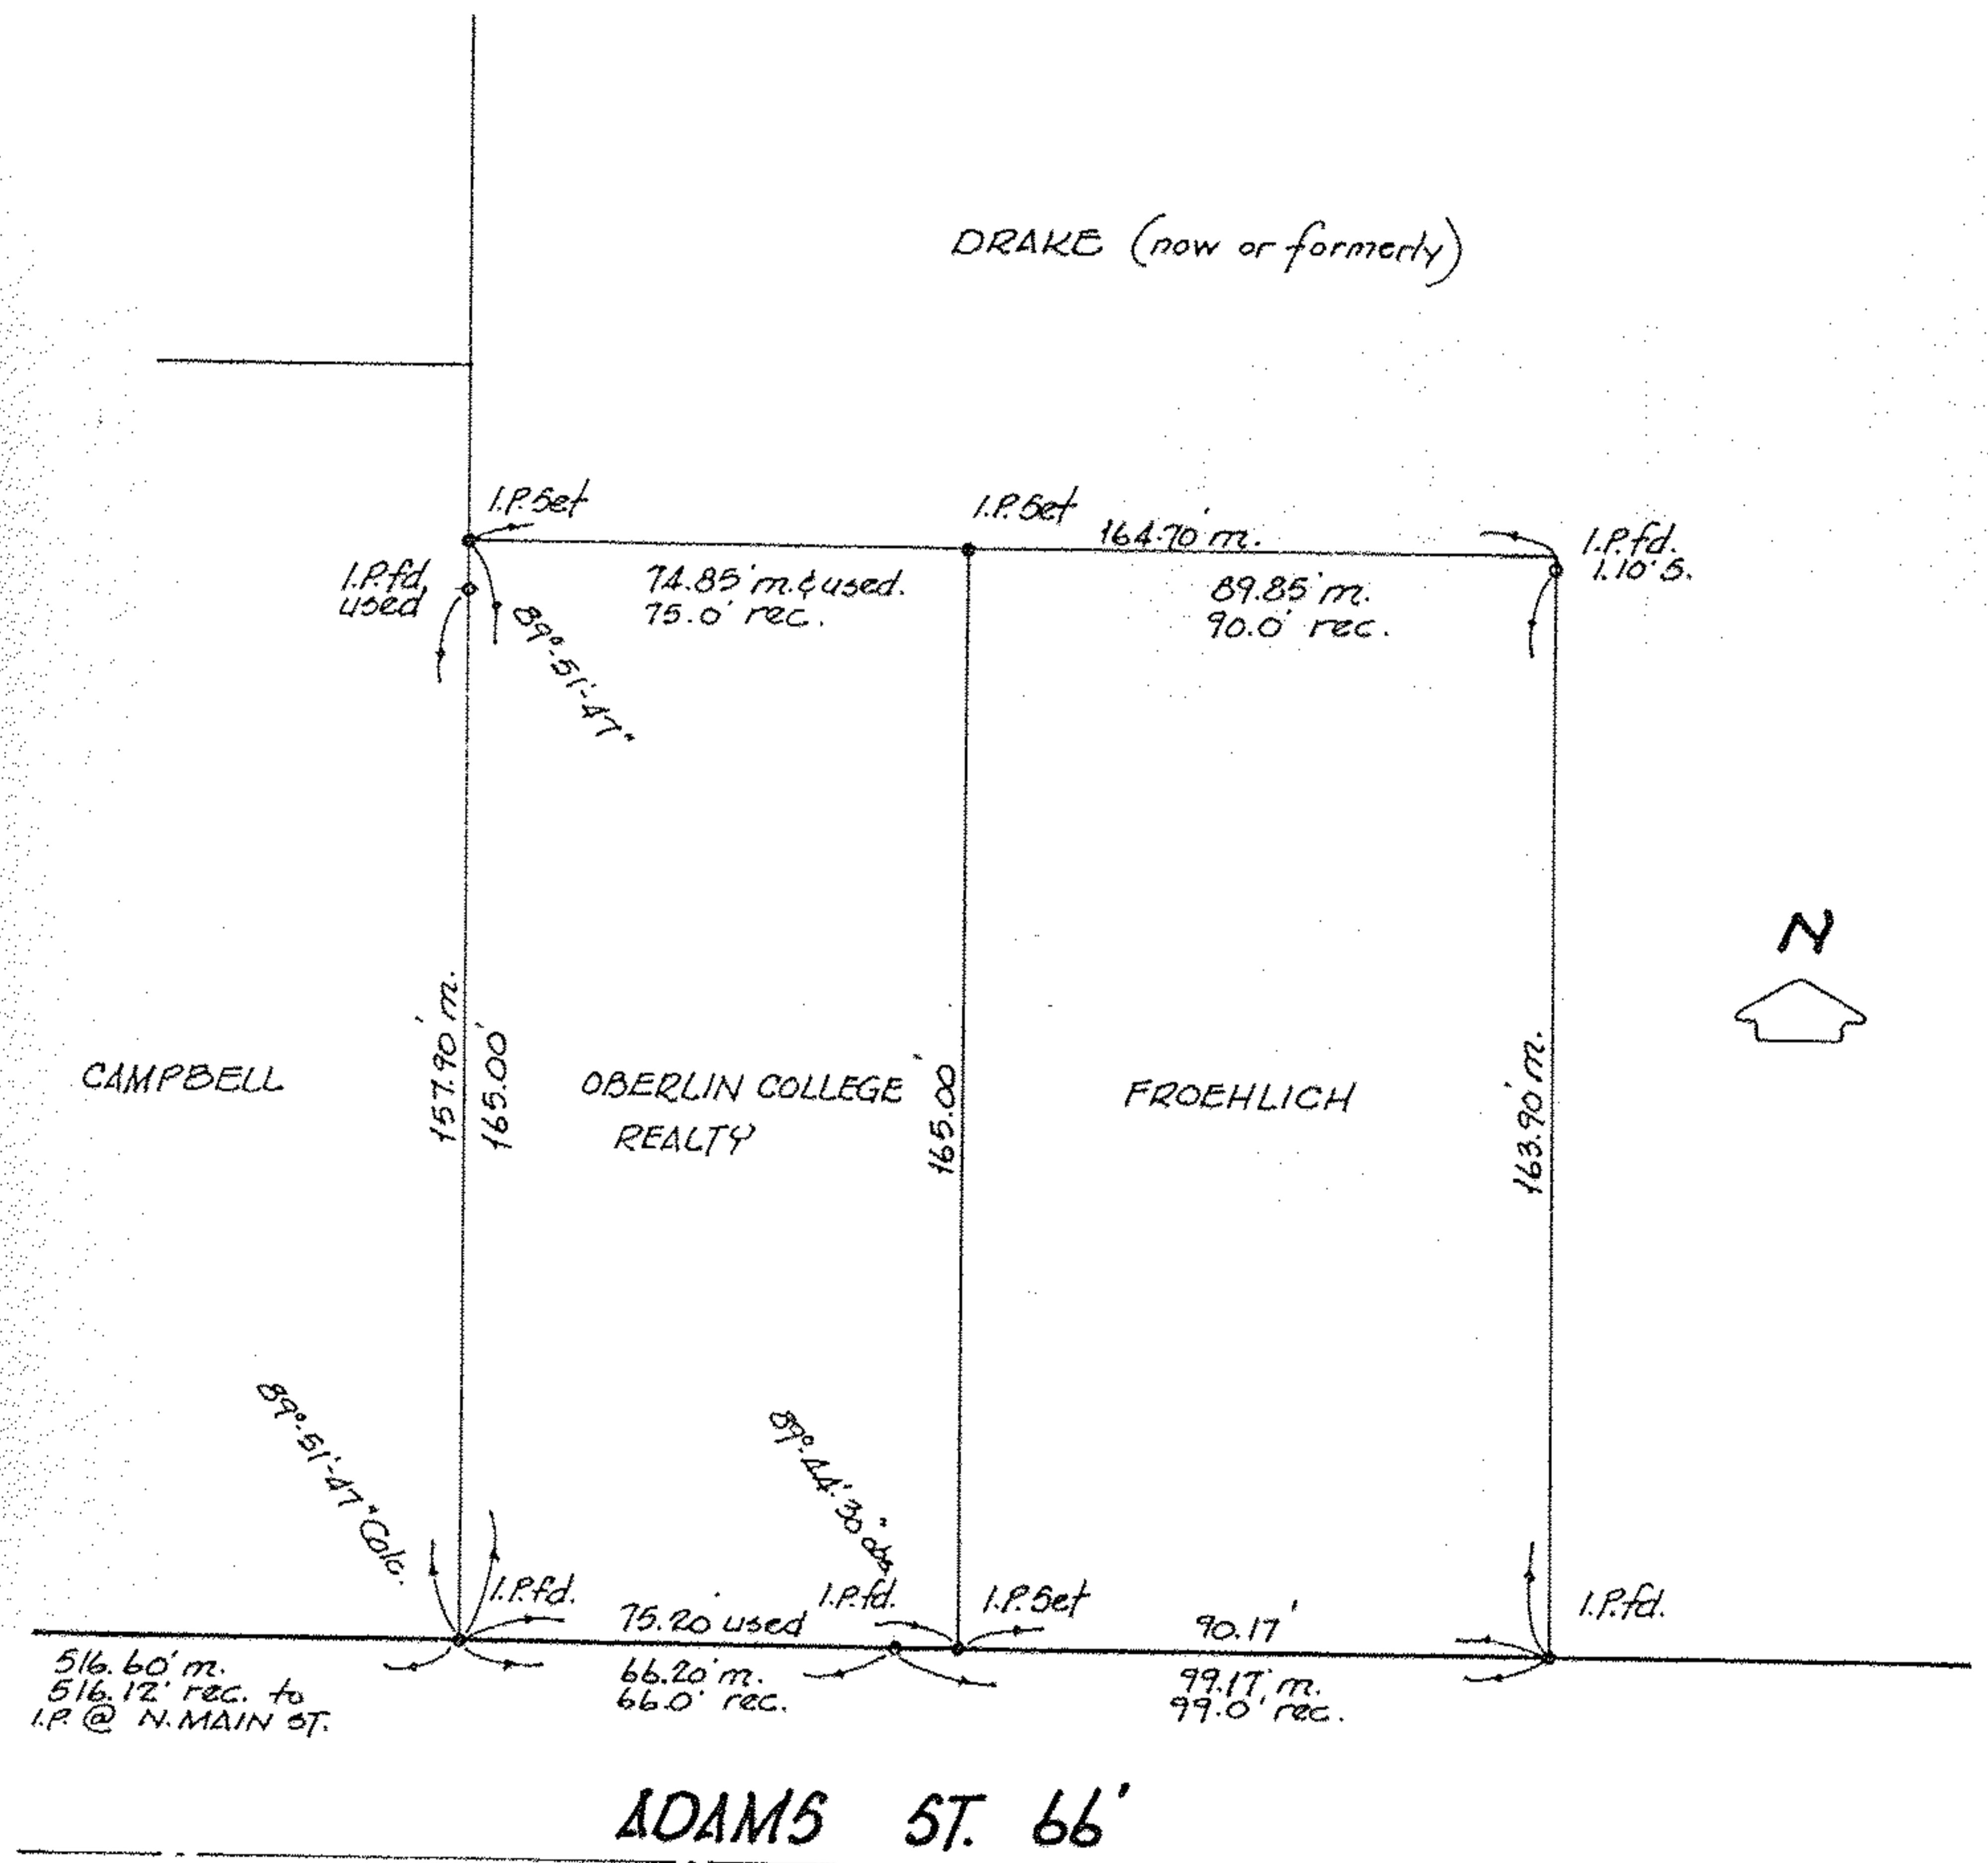 DRAKE (now or formerly)
I.P. Set
I.P. Set
164.70' m.
I.P. fd.
1.10' S.
I.P. fd.
used
74.85' m. & used.
75.0' rec.
89.85' m.
90.0' rec.
89°-51'-47"
N
157.90' m.
165.00'
165.00'
163.90' m.
CAMPBELL
OBERLIN COLLEGE
REALTY
FROEHLICH
89°-51'-47" Calc.
89°-44'-30" obs.
I.P. fd.
75.20' used
I.P. fd.
I.P. Set
90.17'
I.P. fd.
516.60' m.
516.12' rec. to
I.P. @ N. MAIN ST.
66.20' m.
66.0' rec.
99.17' m.
99.0' rec.
ADAMS ST. 66'